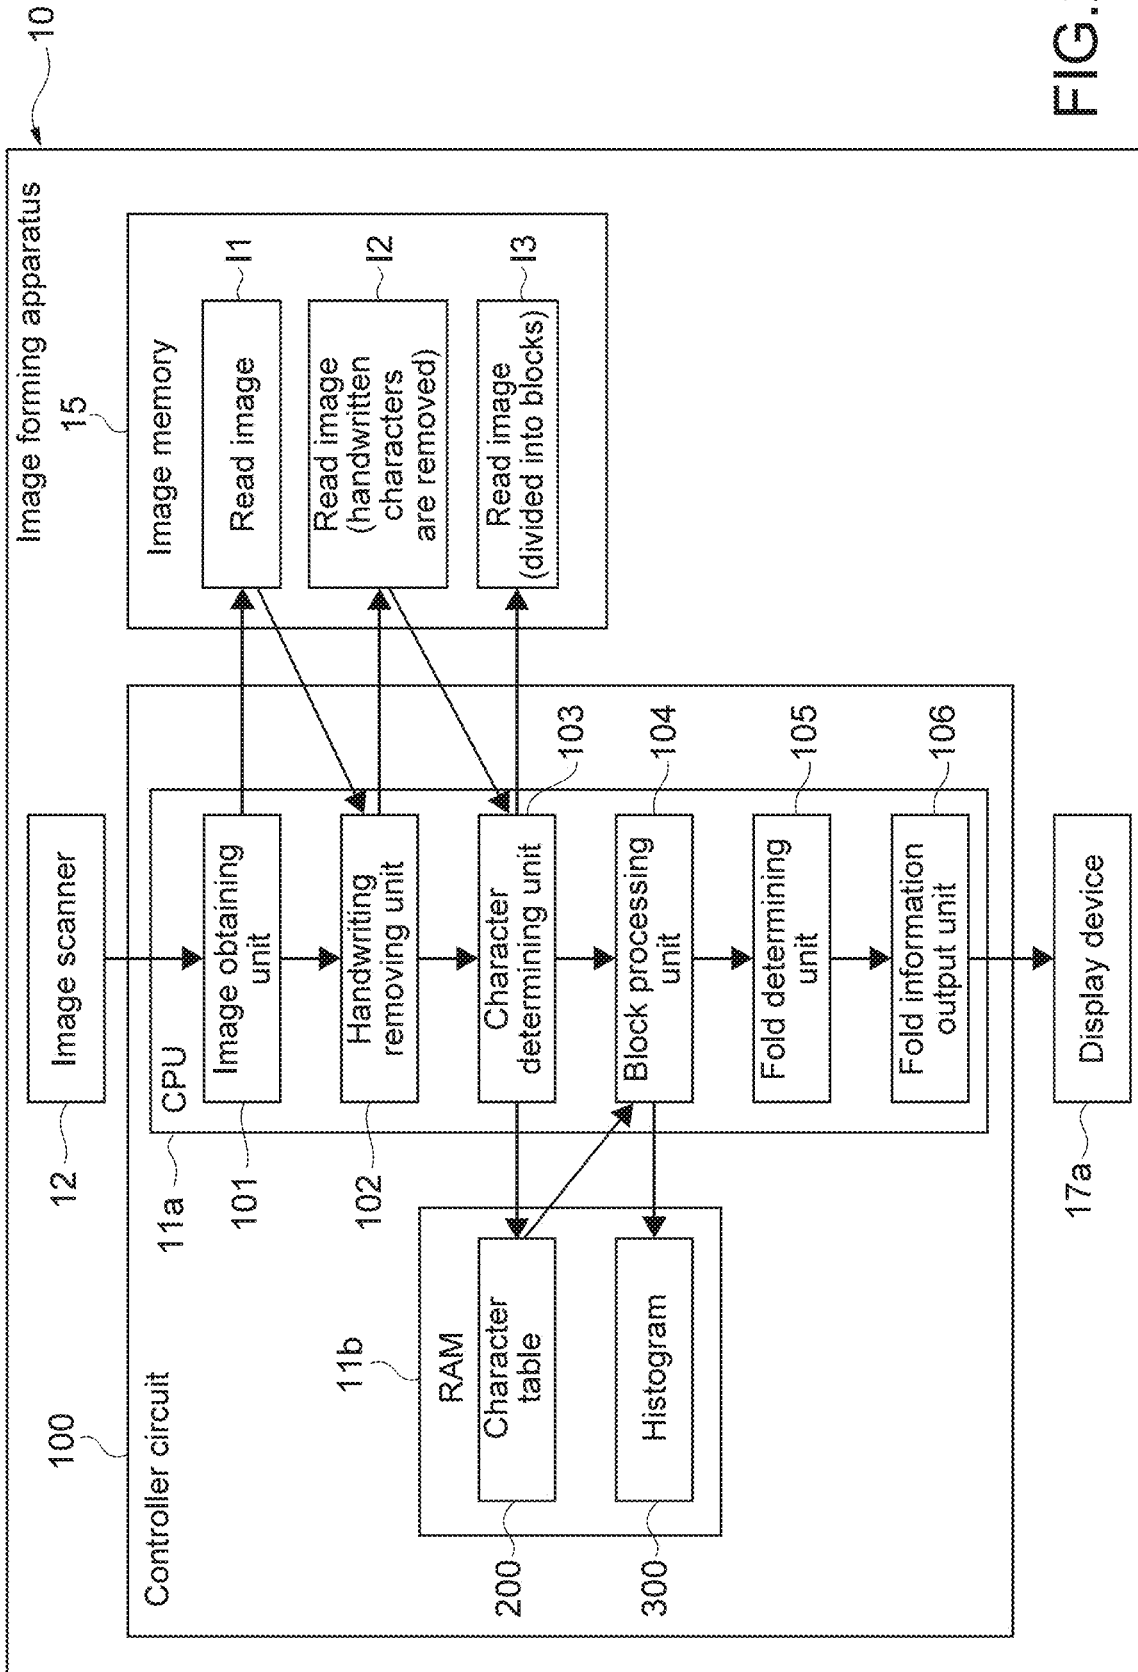 10
Image forming apparatus
12
Image scanner
15
100
Controller circuit
11a
CPU
Image memory
101
Image obtaining
unit
Read image
I1
102
Handwriting
removing unit
Read image
(handwritten
characters
are removed)
I2
11b
RAM
200
Character
table
Character
determining unit
103
Read image
(divided into blocks)
I3
300
Histogram
Block processing
unit
104
Fold determining
unit
105
Fold information
output unit
106
17a
Display device
FIG.